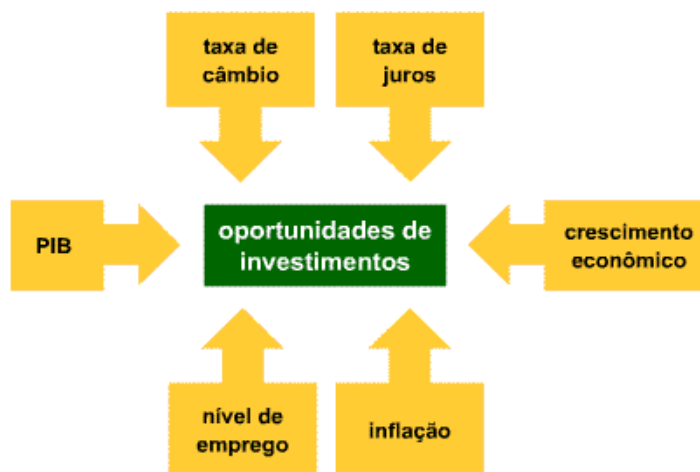 taxa de
câmbio
taxa de
juros
PIB
oportunidades de
investimentos
crescimento
econômico
nível de
emprego
inflação